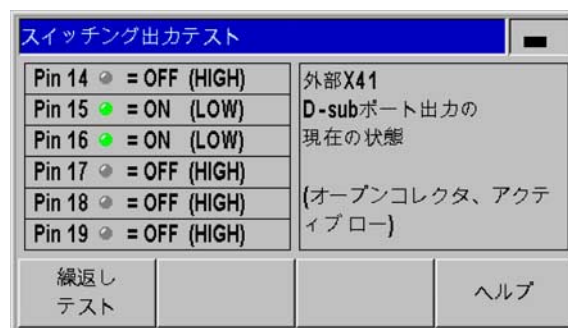 スイッチング出力テスト
Pin 14 = OFF (HIGH)
Pin 15 = ON (LOW)
Pin 16 = ON (LOW)
Pin 17 = OFF (HIGH)
Pin 18 = OFF (HIGH)
Pin 19 = OFF (HIGH)
外部X41
D-subポート出力の
現在の状態
(オープンコレクタ、アクテ
ィブ ロー)
繰返し
テスト
ヘルプ